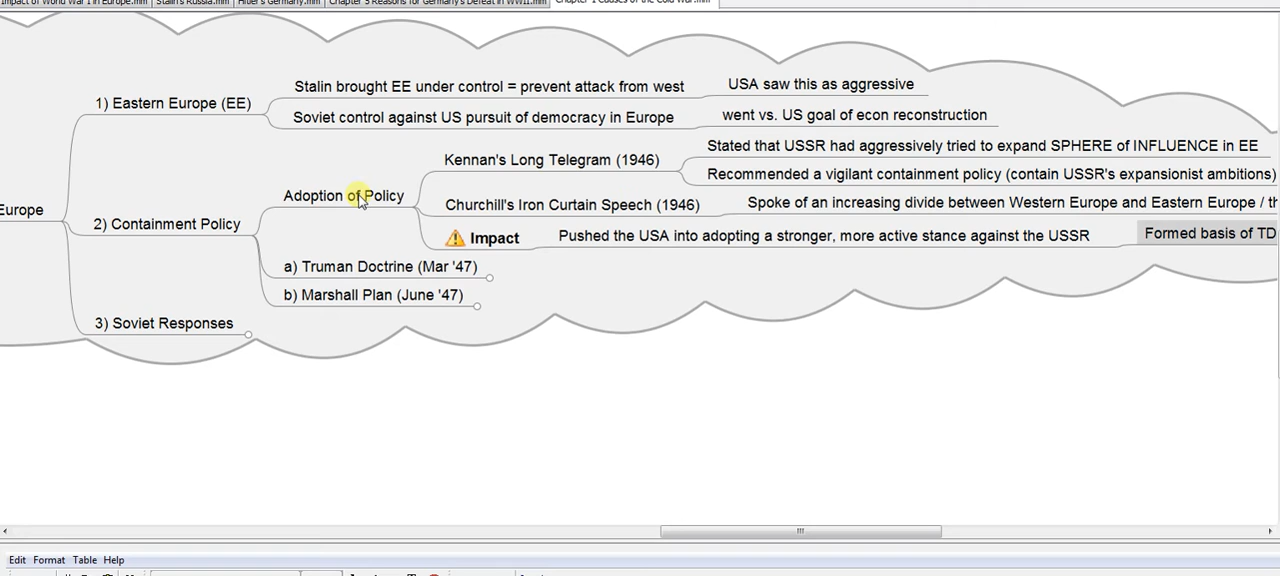 Impact of World War I in Europe.mm Stalin's Russia.mm Hitler's Germany.mm Chapter 5 Reasons for Germany's Defeat in WWII.mm Chapter 1 Causes of the Cold War.mm
Stalin brought EE under control = prevent attack from west
USA saw this as aggressive
1) Eastern Europe (EE)
Soviet control against US pursuit of democracy in Europe
went vs. US goal of econ reconstruction
Kennan's Long Telegram (1946)
Stated that USSR had aggressively tried to expand SPHERE of INFLUENCE in EE
Recommended a vigilant containment policy (contain USSR's expansionist ambitions)
Adoption of Policy
Churchill's Iron Curtain Speech (1946)
Spoke of an increasing divide between Western Europe and Eastern Europe / th
Europe
2) Containment Policy
Impact
Pushed the USA into adopting a stronger, more active stance against the USSR
Formed basis of TD
a) Truman Doctrine (Mar '47)
b) Marshall Plan (June '47)
3) Soviet Responses
Edit Format Table Help